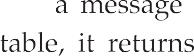 a message
table, it returns